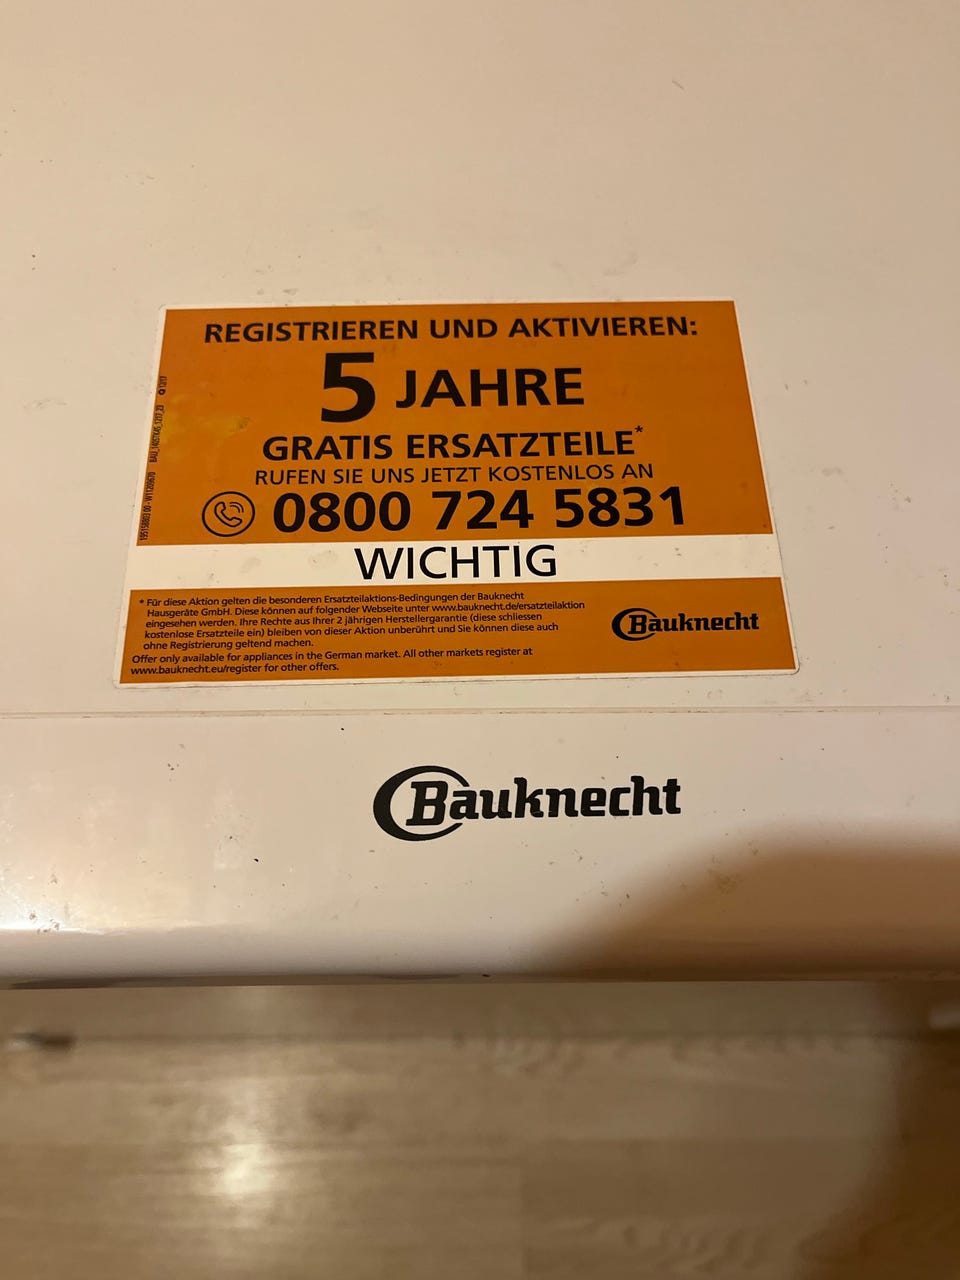 REGISTRIEREN UND AKTIVIEREN:
5 JAHRE
GRATIS ERSATZTEILE*
RUFEN SIE UNS JETZT KOSTENLOS AN
0800 724 5831
WICHTIG
* Für diese Aktion gelten die besonderen Ersatzteilaktions-Bedingungen der Bauknecht
Hausgeräte GmbH. Diese können auf folgender Webseite unter www.bauknecht.de/ersatzteilaktion
eingesehen werden. Ihre Rechte aus Ihrer 2 jährigen Herstellergarantie (diese schliessen
kostenlose Ersatzteile ein) bleiben von dieser Aktion unberührt und Sie können diese auch
ohne Registrierung geltend machen.
Offer only available for appliances in the German market. All other markets register at
www.bauknecht.eu/register for other offers.
Bauknecht
Bauknecht